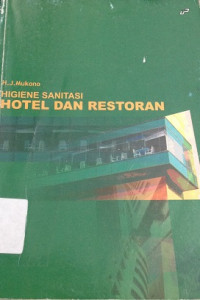 H.J.Mukono
HIGIENE SANITASI
HOTEL DAN RESTORAN